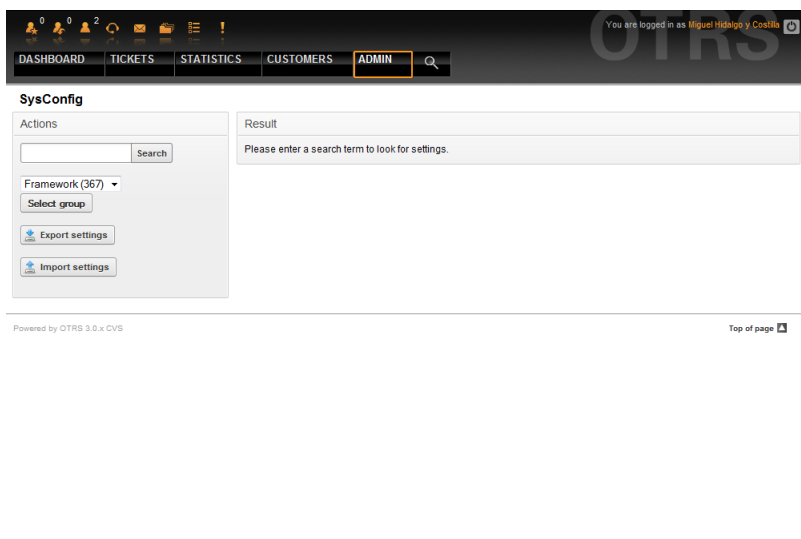 0 0 2
You are logged in as Miguel Hidalgo y Costilla
OTRS
DASHBOARD TICKETS STATISTICS CUSTOMERS ADMIN
SysConfig
Actions
Search
Framework (367)
Select group
Export settings
Import settings
Result
Please enter a search term to look for settings.
Powered by OTRS 3.0.x CVS
Top of page